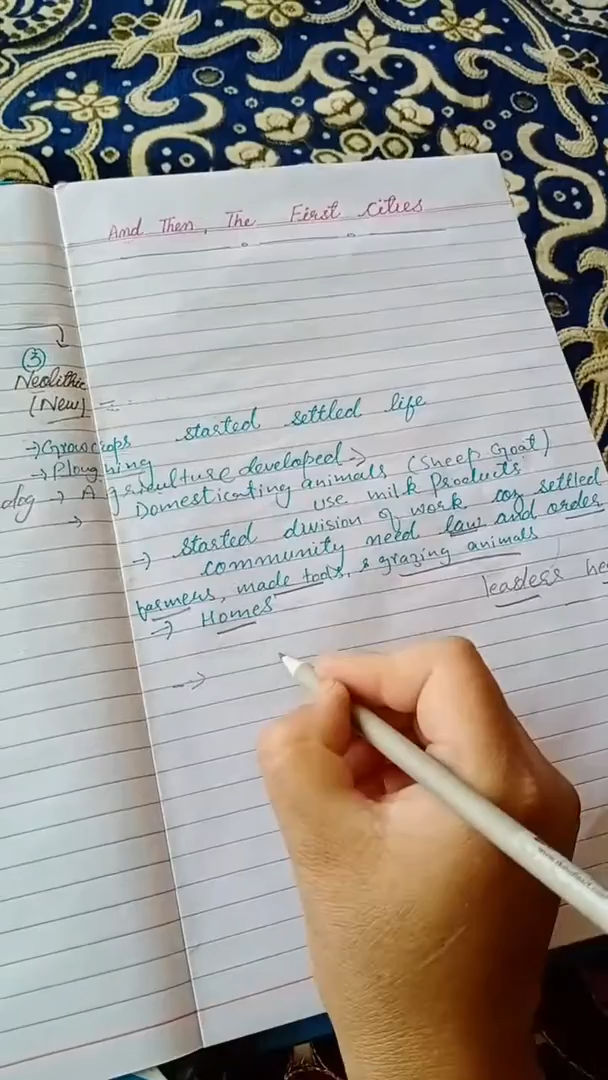 And Then, The First cities
③
Neolithic
(New)
started settled life
→ Grow crops
→ Ploughing
→ Agriculture developed →
Domesticating animals (Sheep Goat)
use milk Products
→ started division of work coz settled
community need law and order
farmers, made tools, & grazing animals
→ Homes
leaders he
→